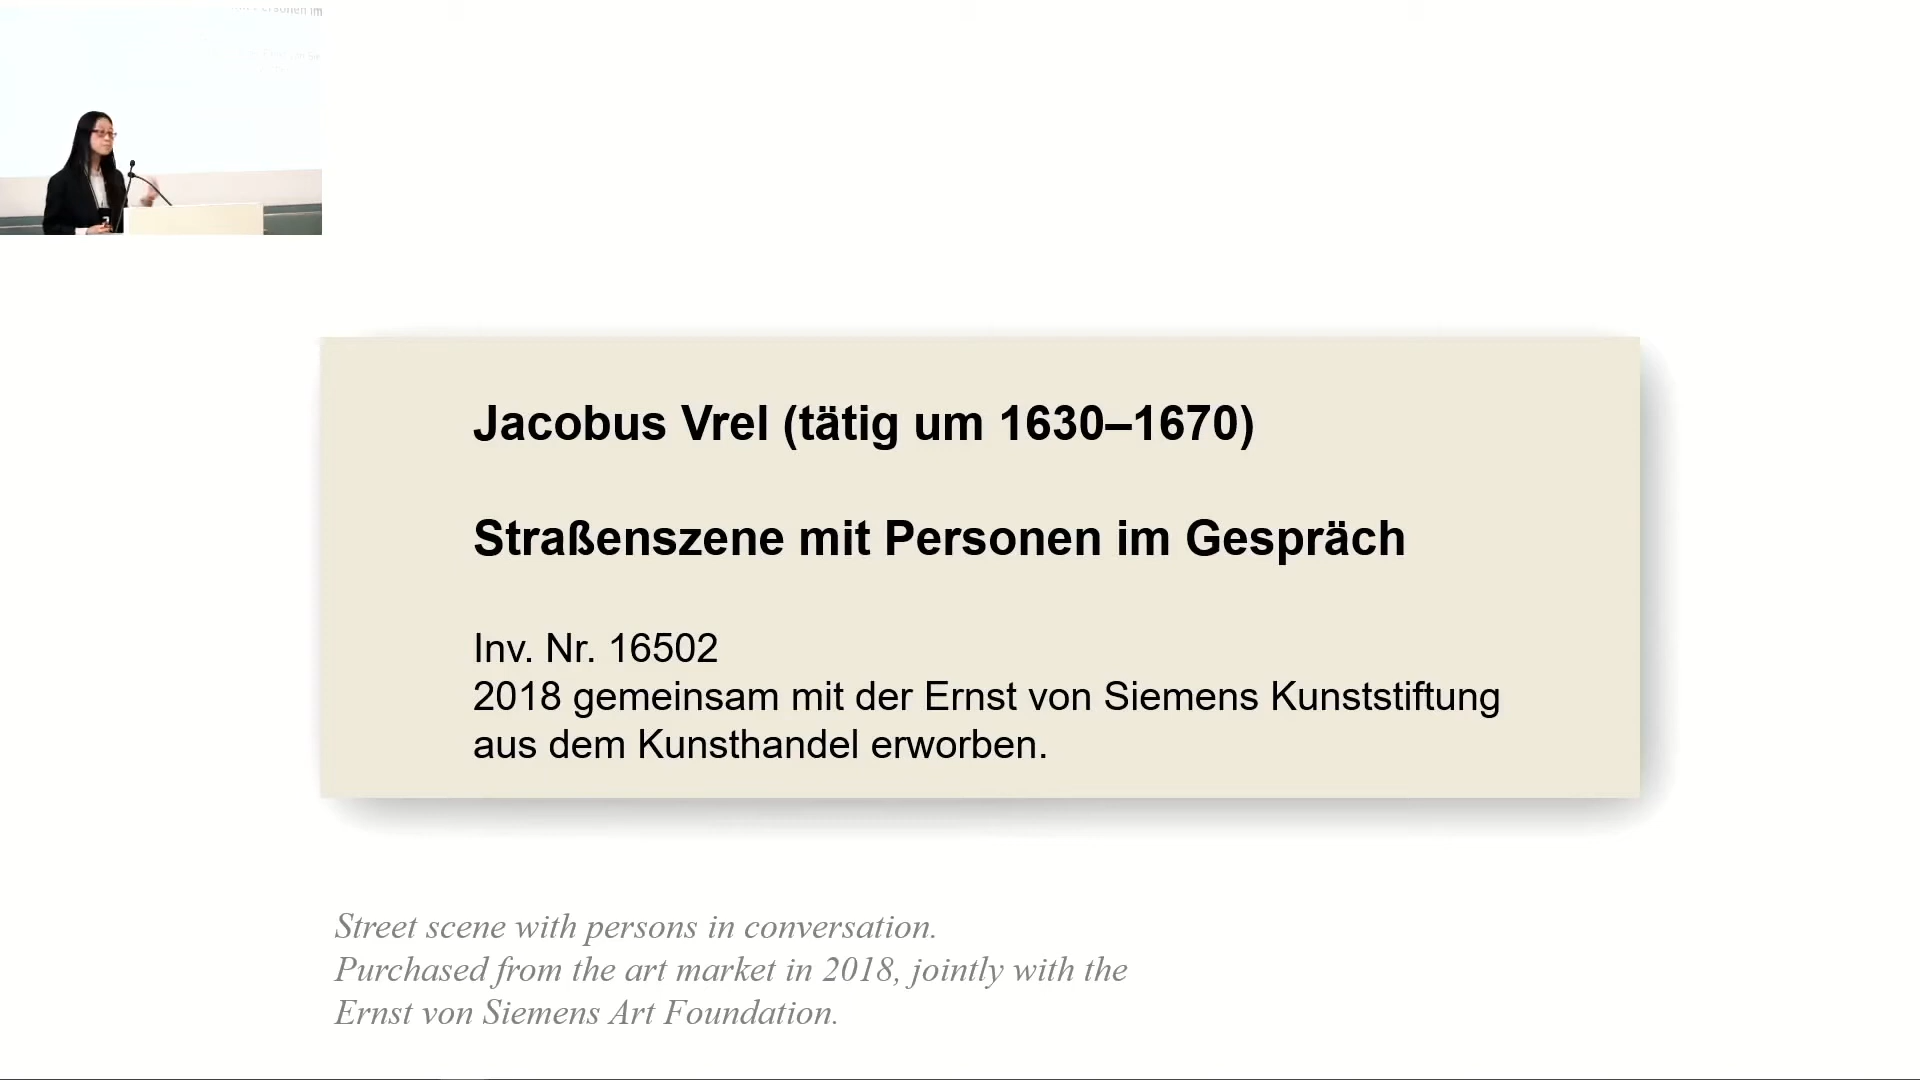 Jacobus Vrel (tätig um 1630–1670)
Straßenszene mit Personen im Gespräch
Inv. Nr. 16502
2018 gemeinsam mit der Ernst von Siemens Kunststiftung
aus dem Kunsthandel erworben.
Street scene with persons in conversation.
Purchased from the art market in 2018, jointly with the
Ernst von Siemens Art Foundation.